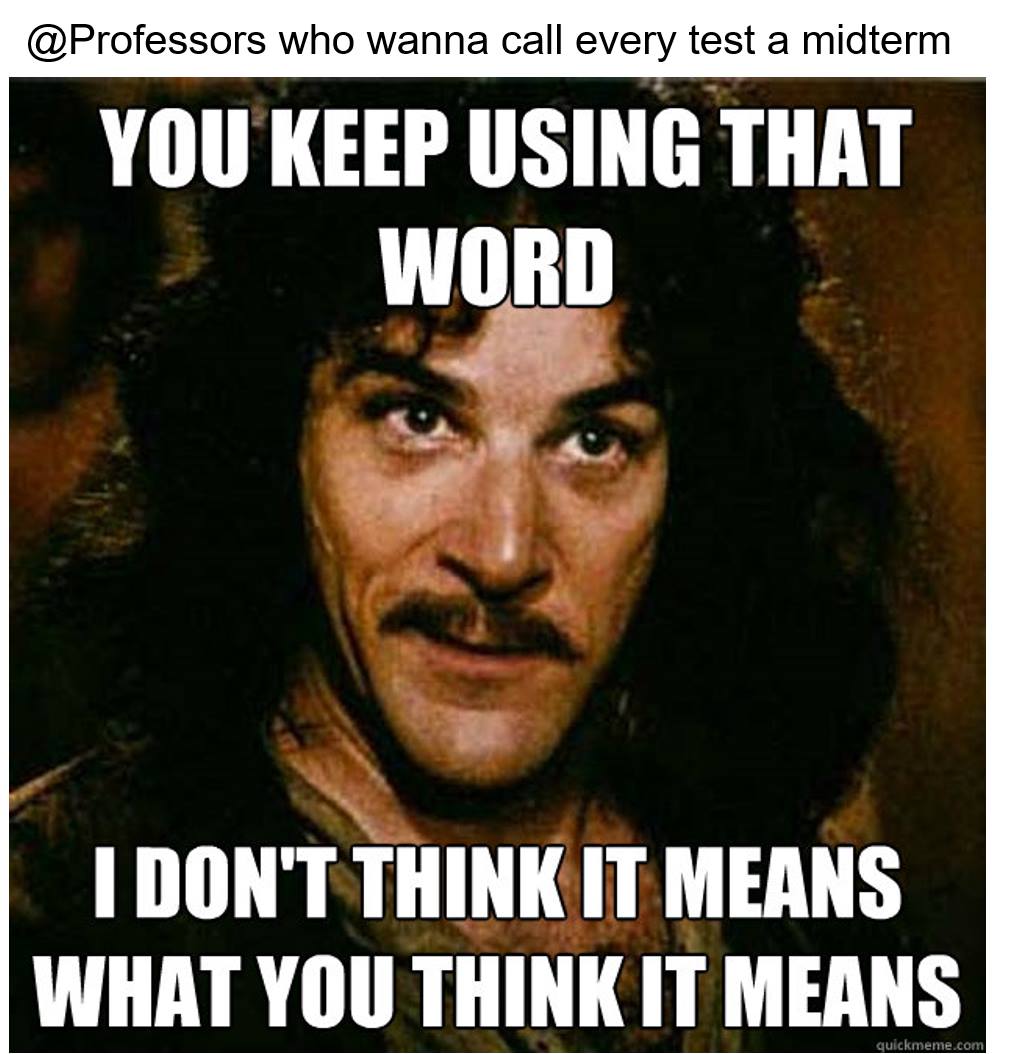 @Professors who wanna call every test a midterm
YOU KEEP USING THAT
WORD
I DON'T THINK IT MEANS
WHAT YOU THINK IT MEANS
quickmeme.com